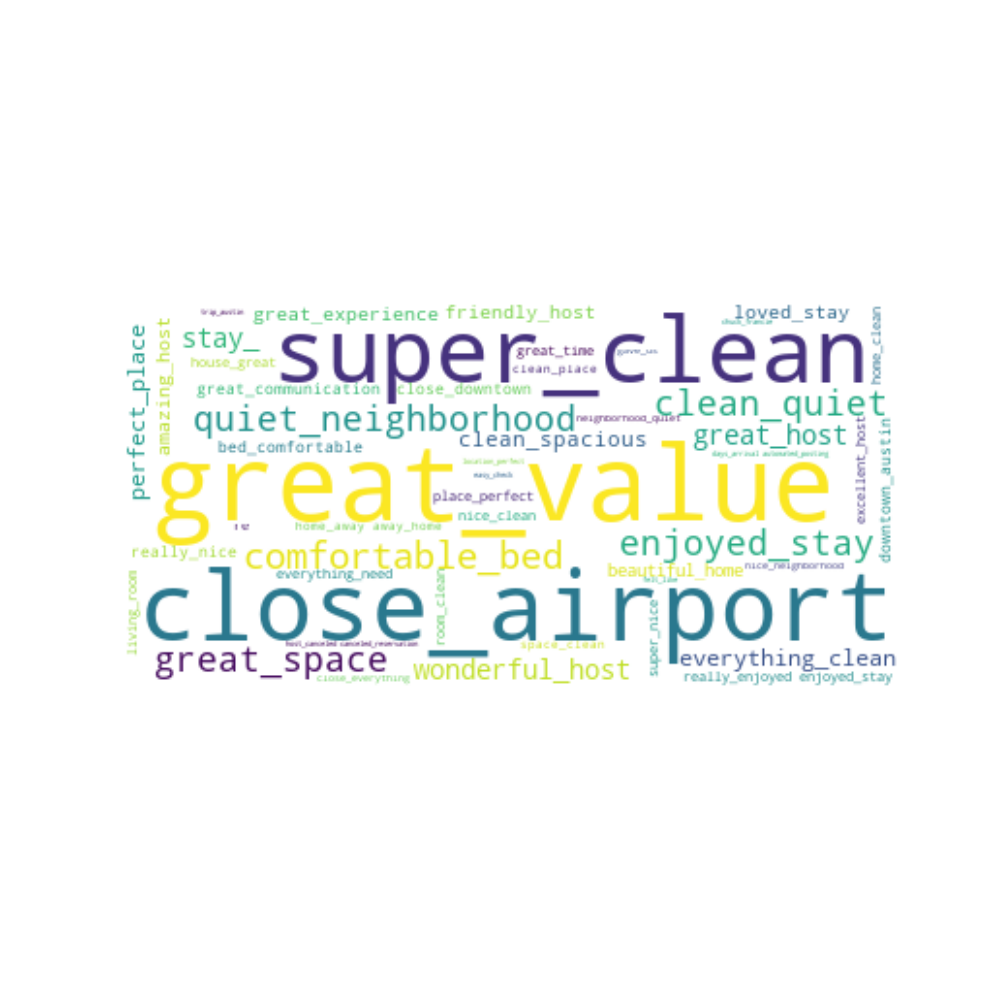 trip_austin
great_experience
friendly_host
loved_stay
stay_
super_clean
great_time
clean_place
house_great
perfect_place
amazing_host
home_clean
great_communication
close_downtown
quiet_neighborhood
neighborhood_quiet
clean_quiet
clean_spacious
great_host
bed_comfortable
days_arrival automated_posting
excellent_host
downtown_austin
location_perfect
great_value
easy_check
place_perfect
nice_clean
home_away away_home
really_nice
comfortable_bed
enjoyed_stay
beautiful_home
nice_neighborhood
everything_need
felt_like
living_room
close_airport
room_clean
super_nice
host_canceled canceled_reservation
space_clean
great_space
wonderful_host
everything_clean
close_everything
really_enjoyed enjoyed_stay